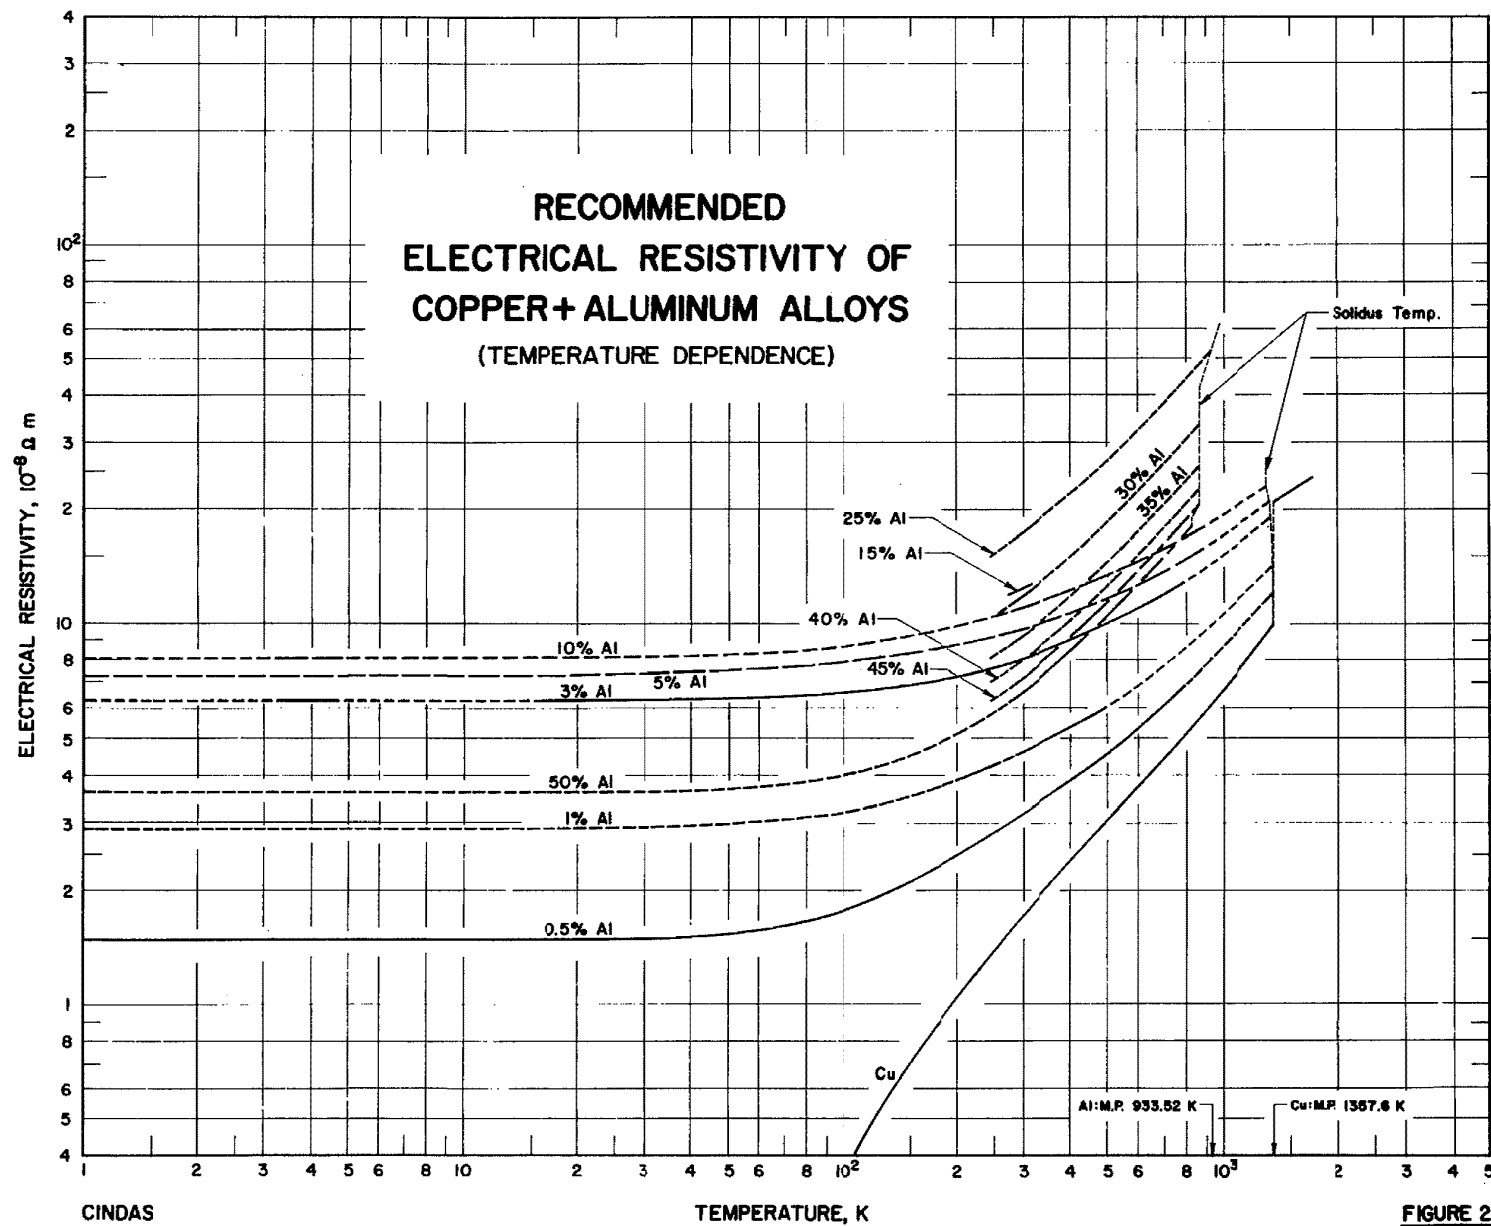 RECOMMENDED
ELECTRICAL RESISTIVITY OF
COPPER+ALUMINUM ALLOYS
(TEMPERATURE DEPENDENCE)
4
3
2
10²
8
6
5
4
3
2
10
8
6
5
4
3
2
1
8
6
5
4
ELECTRICAL RESISTIVITY, 10⁻⁸ Ω m
Solidus Temp.
30% Al
35% Al
25% Al
15% Al
40% Al
45% Al
10% Al
5% Al
3% Al
50% Al
1% Al
0.5% Al
Cu
Al:M.P. 933.52 K
Cu:M.P. 1357.6 K
1 2 3 4 5 6 8 10 2 3 4 5 6 8 10² 2 3 4 5 6 8 10³ 2 3 4 5
CINDAS
TEMPERATURE, K
FIGURE 2